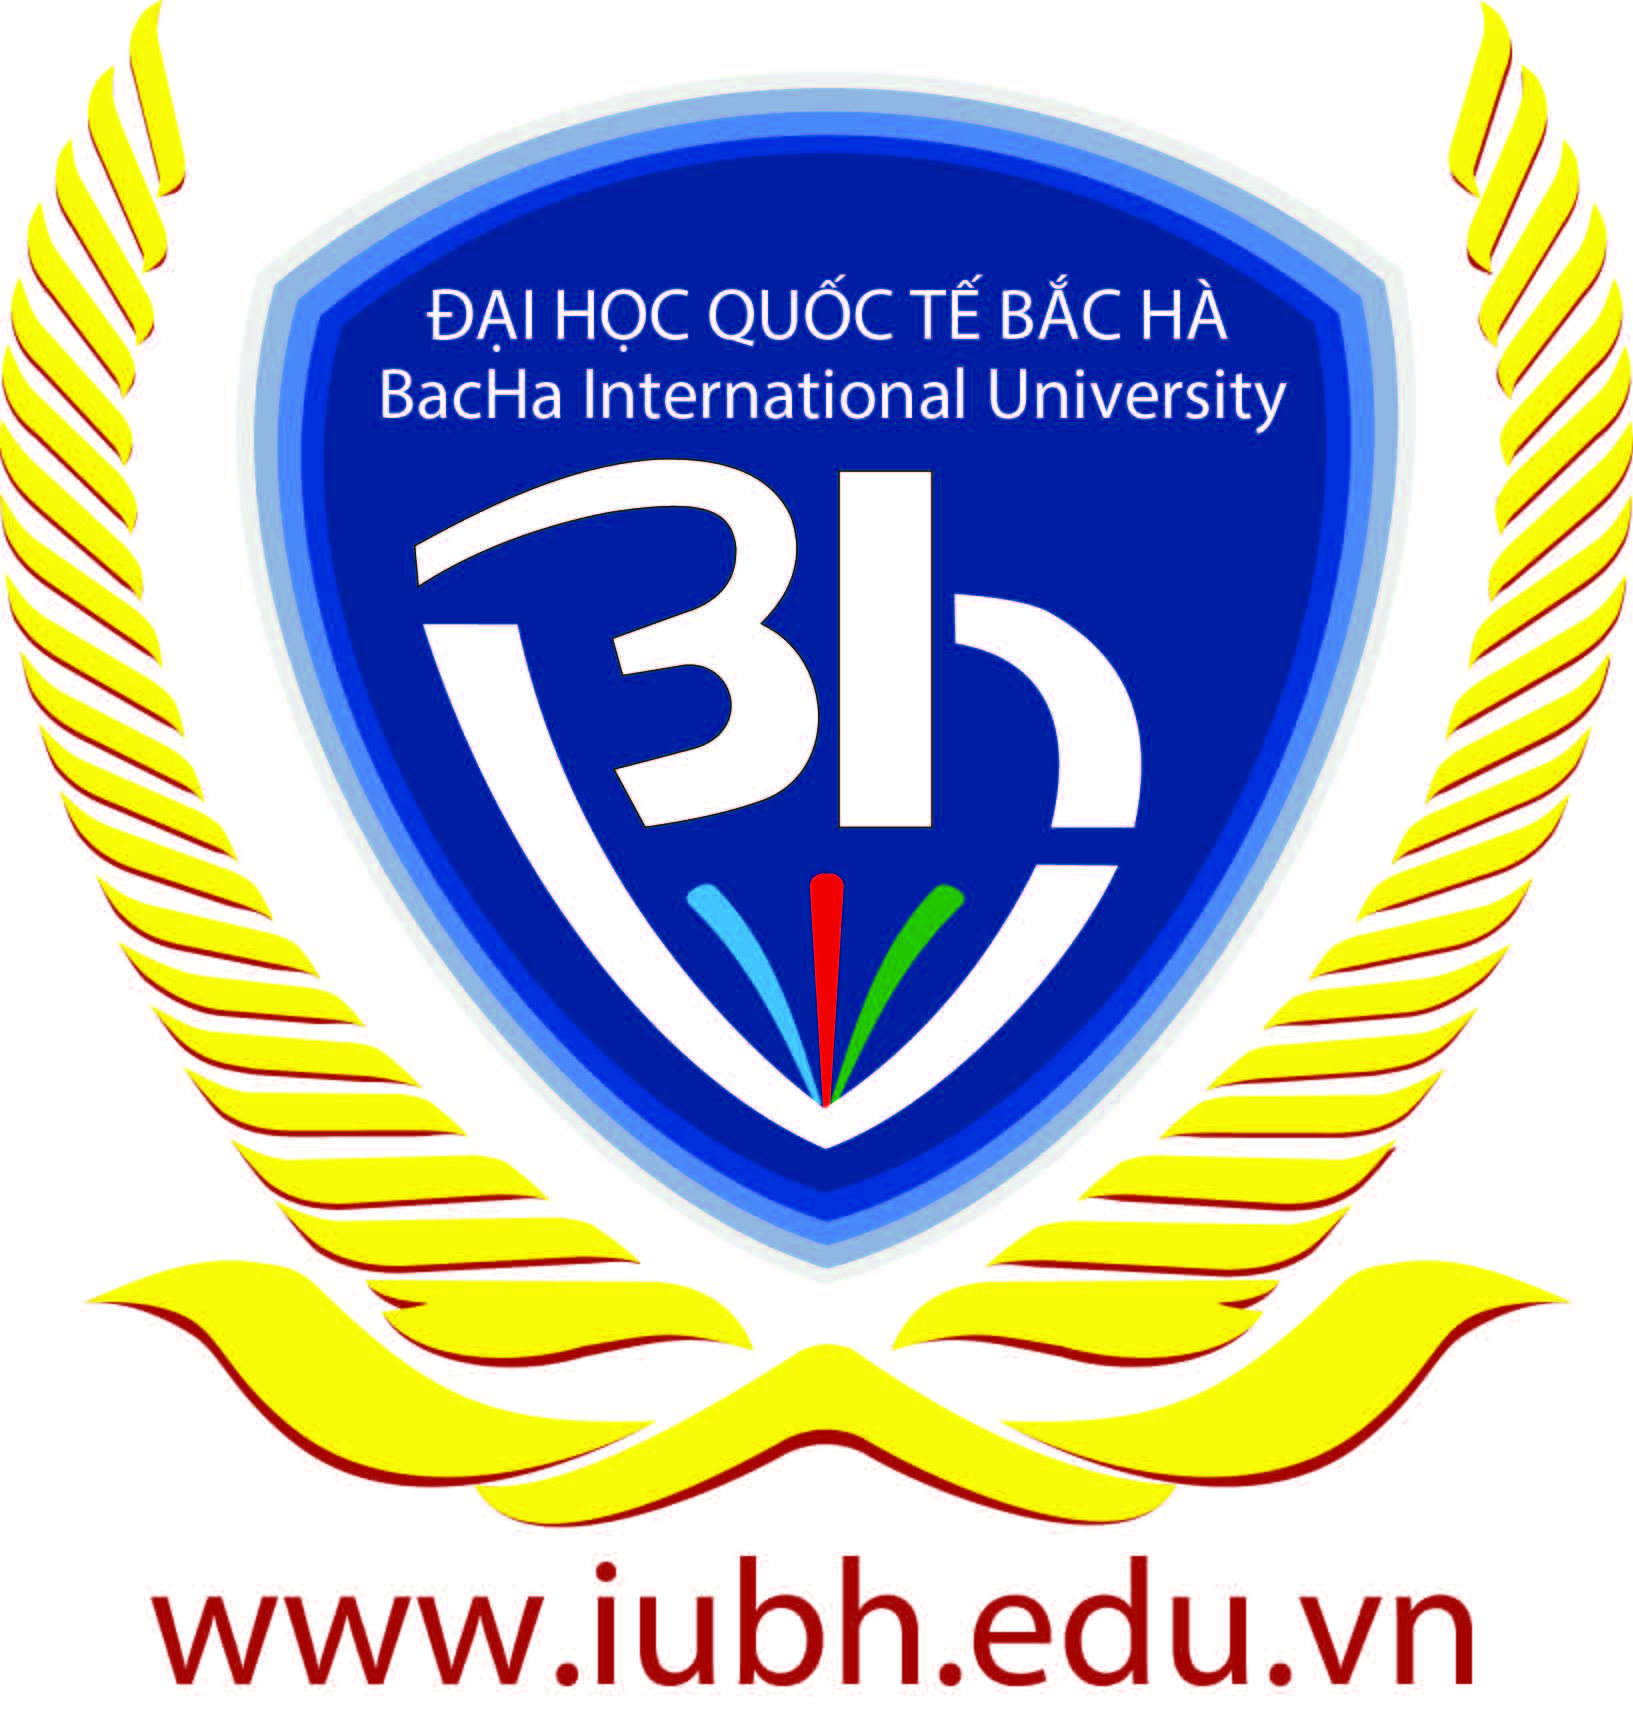 ĐẠI HỌC QUỐC TẾ BẮC HÀ
BacHa International University
Bh
www.iubh.edu.vn